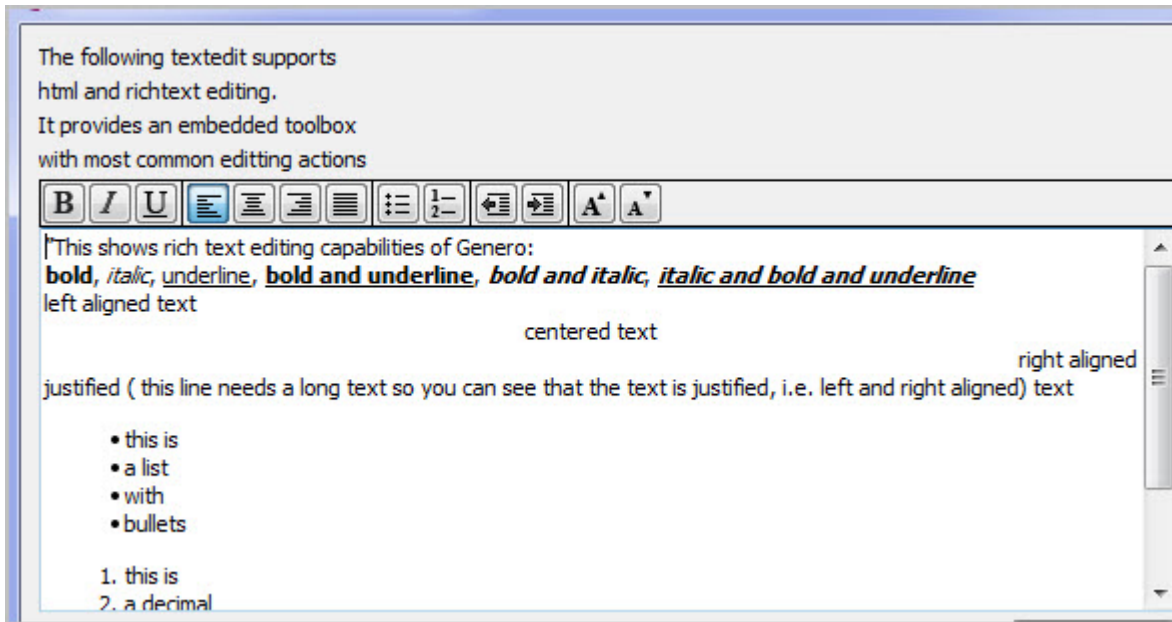 The following textedit supports
html and richtext editing.
It provides an embedded toolbox
with most common editting actions
B I U 1 2 A A
"This shows rich text editing capabilities of Genero:
bold, italic, underline, bold and underline, bold and italic, italic and bold and underline
left aligned text
centered text
right aligned
justified ( this line needs a long text so you can see that the text is justified, i.e. left and right aligned) text
• this is
• a list
• with
• bullets
1. this is
2. a decimal